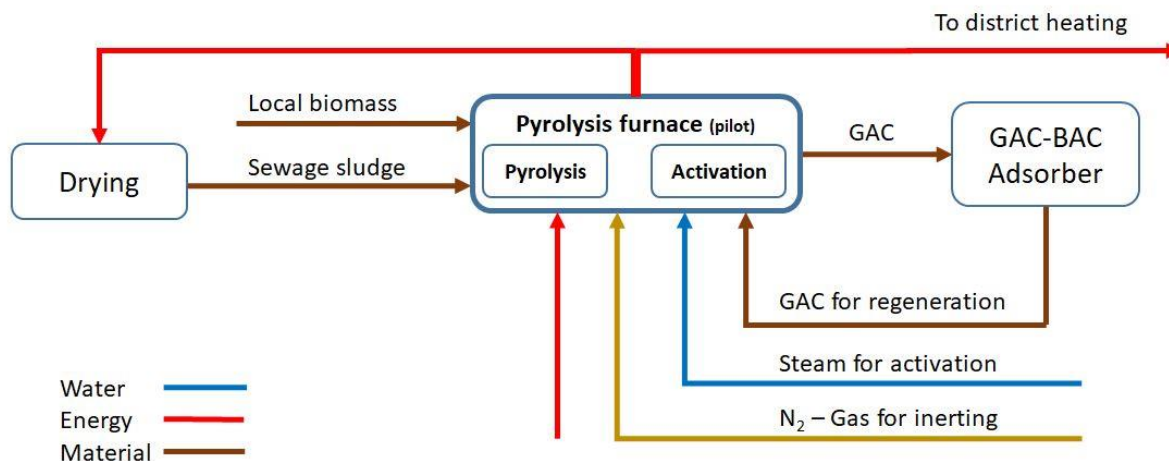 To district heating
Local biomass
Pyrolysis furnace (pilot)
GAC
GAC-BAC
Adsorber
Drying
Sewage sludge
Pyrolysis
Activation
GAC for regeneration
Steam for activation
N₂ – Gas for inerting
Water
Energy
Material